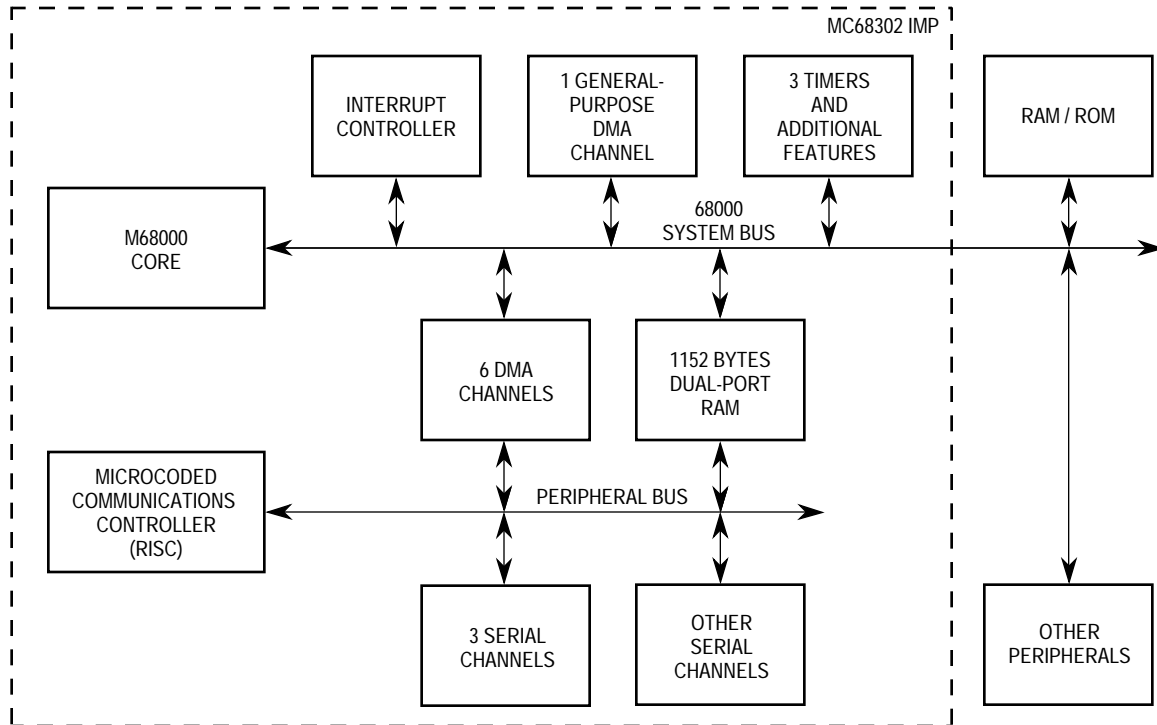 MC68302 IMP
INTERRUPT
CONTROLLER
1 GENERAL-
PURPOSE
DMA
CHANNEL
3 TIMERS
AND
ADDITIONAL
FEATURES
RAM / ROM
M68000
CORE
68000
SYSTEM BUS
6 DMA
CHANNELS
1152 BYTES
DUAL-PORT
RAM
MICROCODED
COMMUNICATIONS
CONTROLLER
(RISC)
PERIPHERAL BUS
3 SERIAL
CHANNELS
OTHER
SERIAL
CHANNELS
OTHER
PERIPHERALS